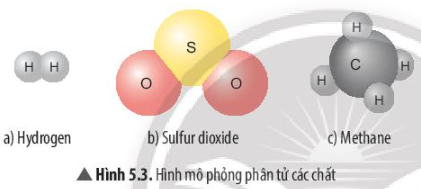 H H
S
O O
H
C
H H
H
a) Hydrogen b) Sulfur dioxide c) Methane
▲ Hình 5.3. Hình mô phỏng phân tử các chất